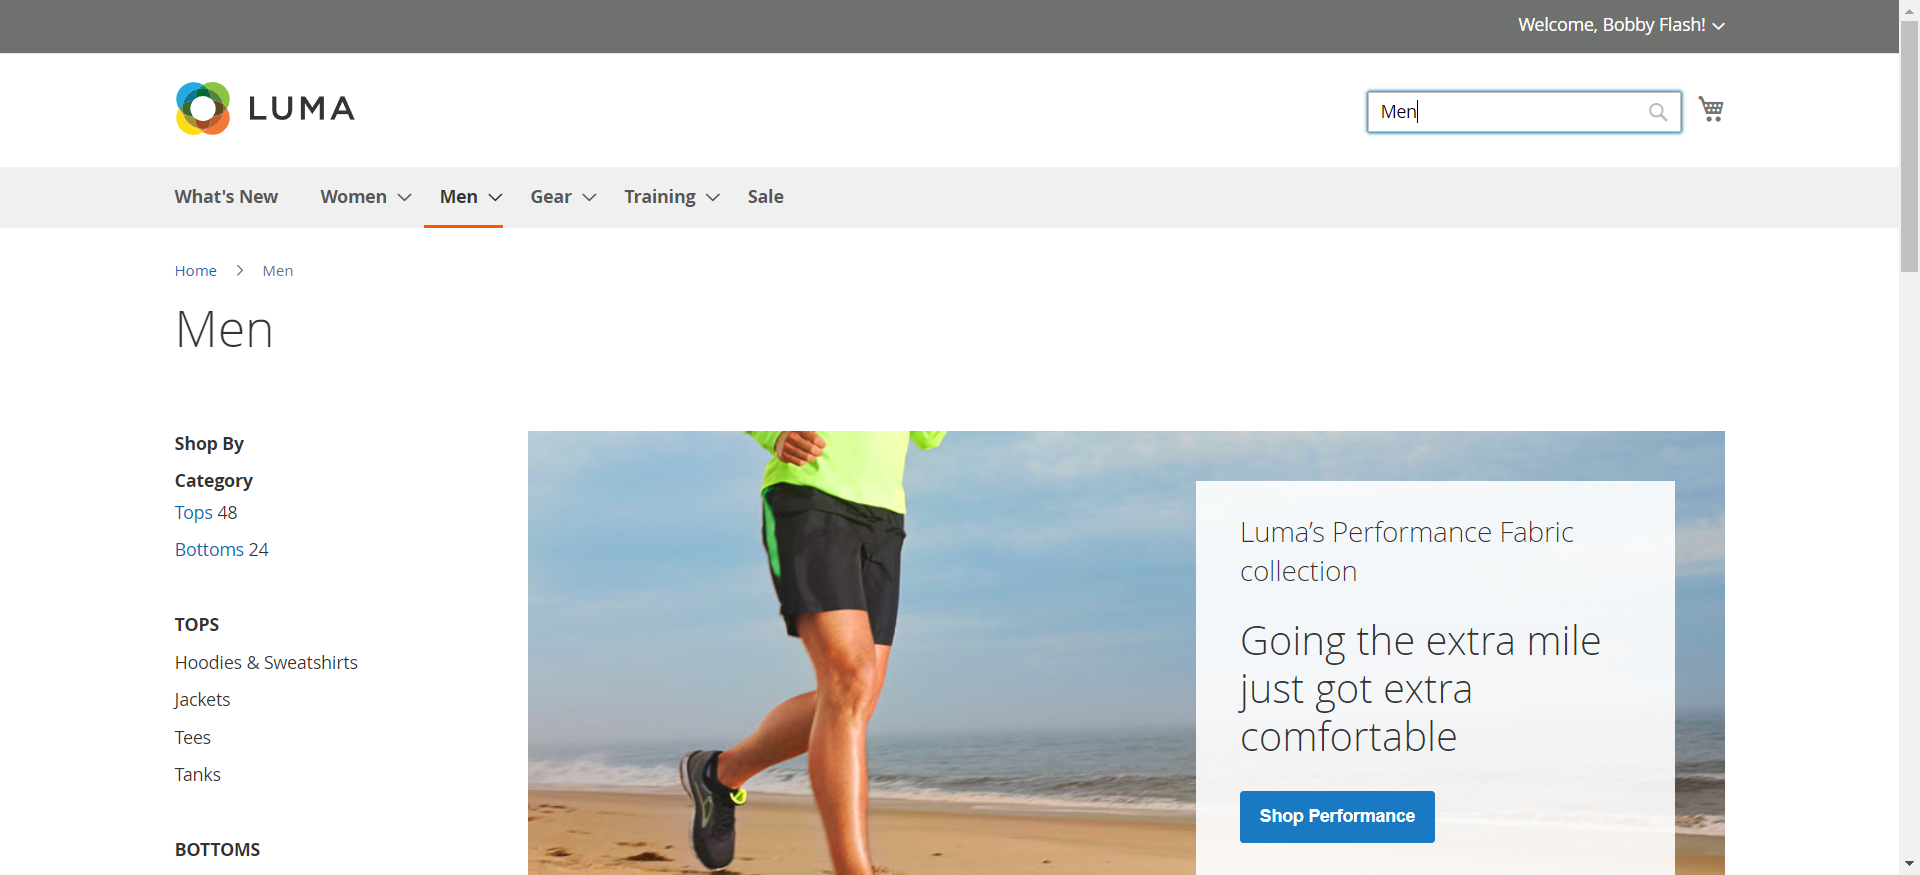 Welcome, Bobby Flash!
LUMA
Men
What's New Women Men Gear Training Sale
Home Men
Men
Shop By
Category
Tops 48
Bottoms 24
TOPS
Hoodies & Sweatshirts
Jackets
Tees
Tanks
BOTTOMS
Luma’s Performance Fabric
collection
Going the extra mile
just got extra
comfortable
Shop Performance